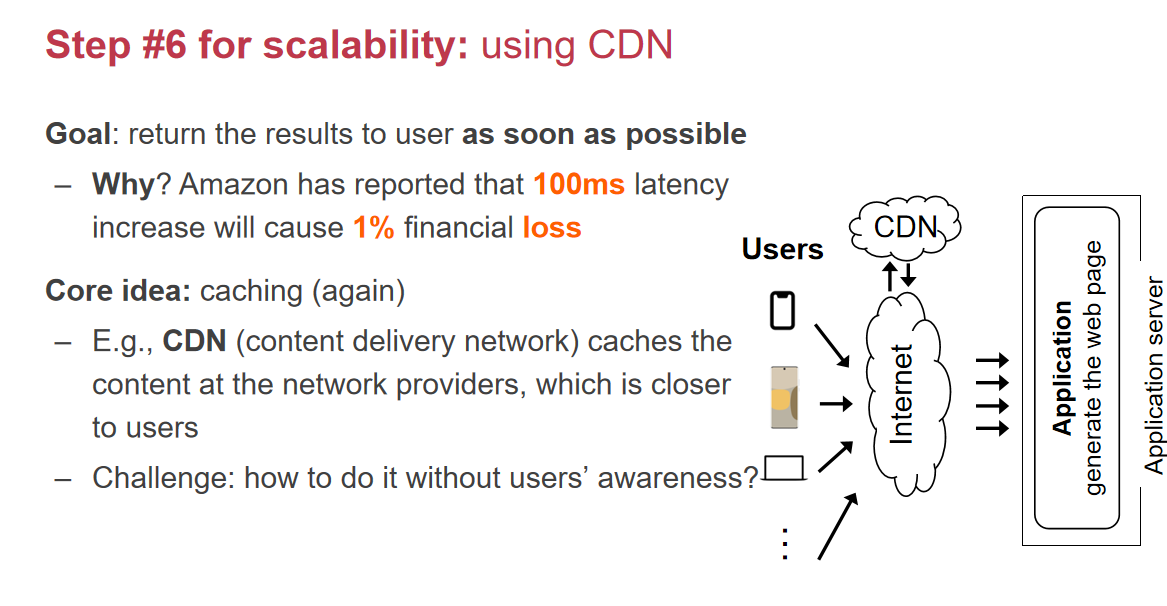 Step #6 for scalability: using CDN
Goal: return the results to user as soon as possible
– Why? Amazon has reported that 100ms latency
increase will cause 1% financial loss
Core idea: caching (again)
– E.g., CDN (content delivery network) caches the
content at the network providers, which is closer
to users
– Challenge: how to do it without users’ awareness?
Users
⋮
CDN
Internet
Application
generate the web page
Application server